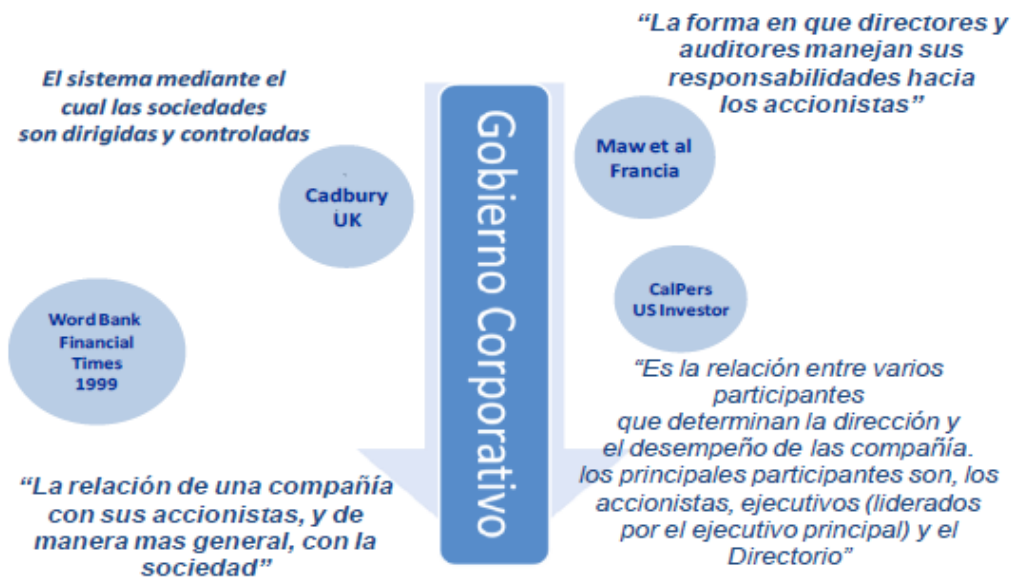 El sistema mediante el
cual las sociedades
son dirigidas y controladas
Cadbury
UK
Word Bank
Financial
Times
1999
“La relación de una compañía
con sus accionistas, y de
manera mas general, con la
sociedad”
Gobierno Corporativo
“La forma en que directores y
auditores manejan sus
responsabilidades hacia
los accionistas”
Maw et al
Francia
CalPers
US Investor
“Es la relación entre varios
participantes
que determinan la dirección y
el desempeño de las compañía.
los principales participantes son, los
accionistas, ejecutivos (liderados
por el ejecutivo principal) y el
Directorio”